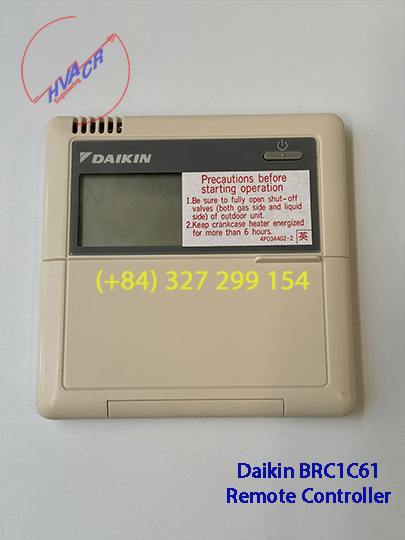 HVACR
Engineering
DAIKIN
Precautions before
starting operation
1.Be sure to fully open shut-off
valves (both gas side and liquid
side) of outdoor unit.
2.Keep crankcase heater energized
for more than 6 hours.
4P034402-2 英
(+84) 327 299 154
Daikin BRC1C61
Remote Controller